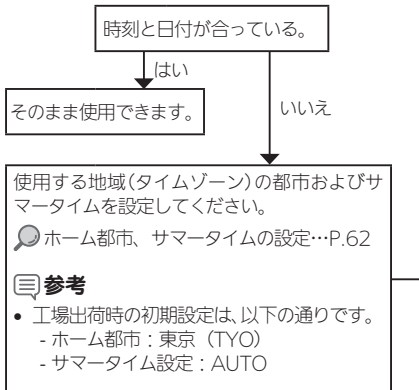 時刻と日付が合っている。
はい
そのまま使用できます。
いいえ
使用する地域(タイムゾーン)の都市およびサ
マータイムを設定してください。
ホーム都市、サマータイムの設定…P.62
参考
• 工場出荷時の初期設定は、以下の通りです。
- ホーム都市：東京（TYO）
- サマータイム設定：AUTO